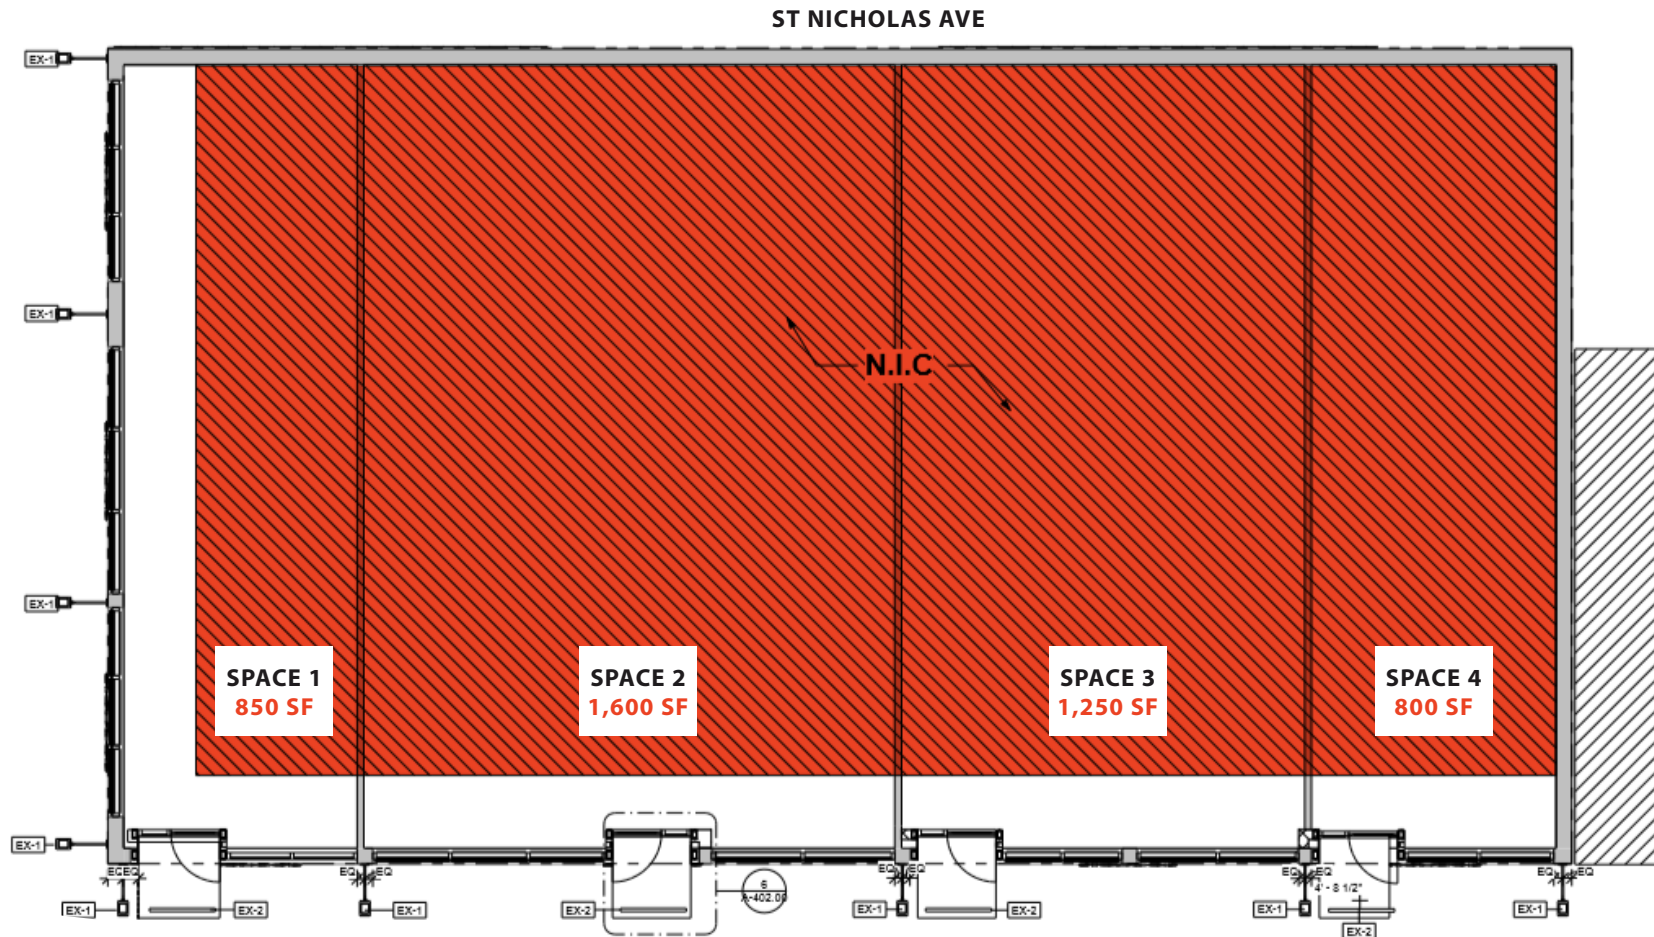 ST NICHOLAS AVE
EX-1
EX-1
N.I.C
EX-1
SPACE 1
850 SF
SPACE 2
1,600 SF
SPACE 3
1,250 SF
SPACE 4
800 SF
EX-1
EQ EQ
EQ EQ
EQ EQ
EQ EQ
EQ EQ
4' - 8 1/2"
6
A-402.00
EX-1
EX-2
EX-1
EX-2
EX-1
EX-2
EX-1
EX-2
EX-1